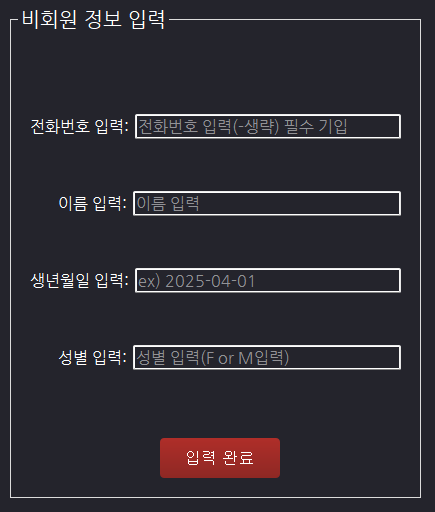 비회원 정보 입력
전화번호 입력: 전화번호 입력(-생략) 필수 기입
이름 입력: 이름 입력
생년월일 입력: ex) 2025-04-01
성별 입력: 성별 입력(F or M입력)
입력 완료